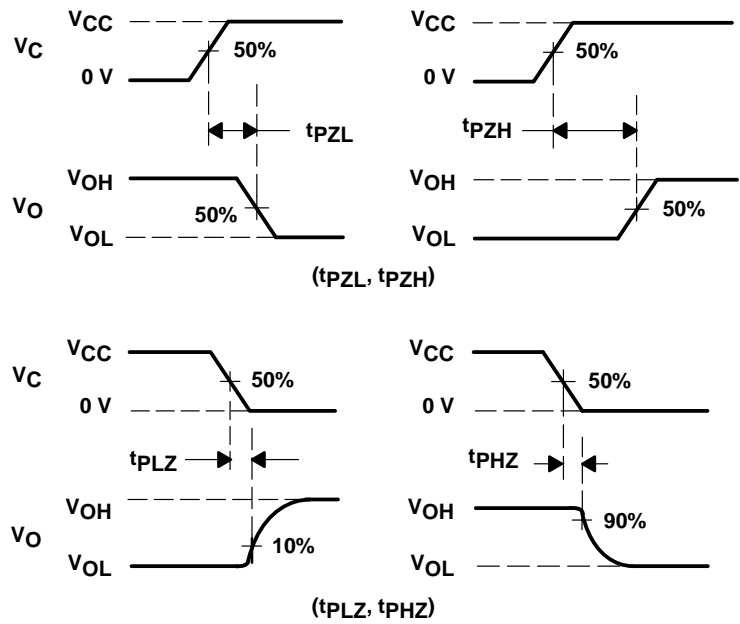 VCC VCC
VC 50% 50%
0 V 0 V
tPZL tPZH
VOH VOH
VO 50% 50%
VOL VOL
(tPZL, tPZH)
VCC VCC
VC 50% 50%
0 V 0 V
tPLZ tPHZ
VOH VOH
VO 10% 90%
VOL VOL
(tPLZ, tPHZ)